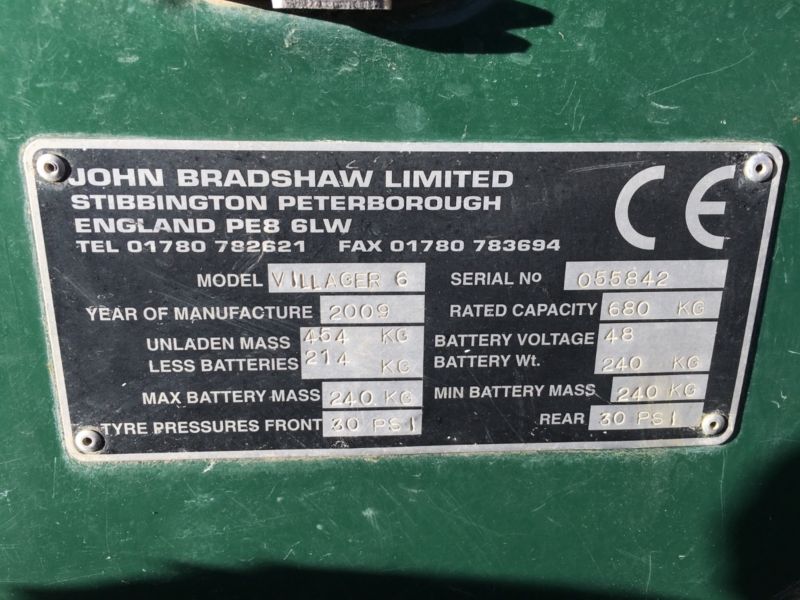 JOHN BRADSHAW LIMITED
STIBBINGTON PETERBOROUGH
ENGLAND PE8 6LW
TEL 01780 782621 FAX 01780 783694
CE
MODEL VILLAGER 6 SERIAL No 055842
YEAR OF MANUFACTURE 2009 RATED CAPACITY 680 KG
UNLADEN MASS 454 KG BATTERY VOLTAGE 48
LESS BATTERIES 214 KG BATTERY Wt. 240 KG
MAX BATTERY MASS 240 KG MIN BATTERY MASS 240 KG
TYRE PRESSURES FRONT 30 PSI REAR 30 PSI